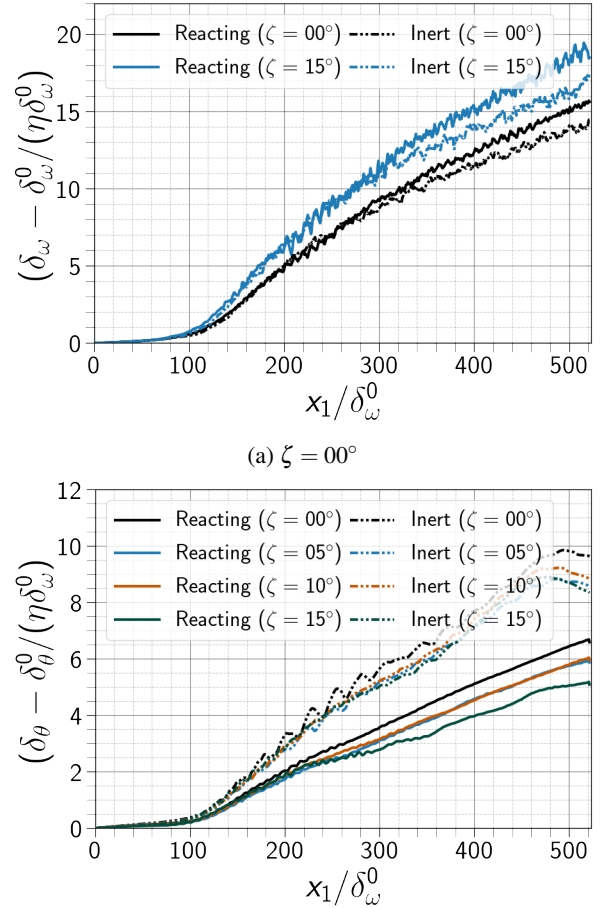 Reacting (ζ = 00°) Inert (ζ = 00°)
Reacting (ζ = 15°) Inert (ζ = 15°)
(δω − δ⁰ω/(ηδ⁰ω)
20
15
10
5
0
0 100 200 300 400 500
x₁/δ⁰ω
(a) ζ = 00°
Reacting (ζ = 00°) Inert (ζ = 00°)
Reacting (ζ = 05°) Inert (ζ = 05°)
Reacting (ζ = 10°) Inert (ζ = 10°)
Reacting (ζ = 15°) Inert (ζ = 15°)
(δθ − δ⁰θ/(ηδ⁰ω)
12
10
8
6
4
2
0
0 100 200 300 400 500
x₁/δ⁰ω